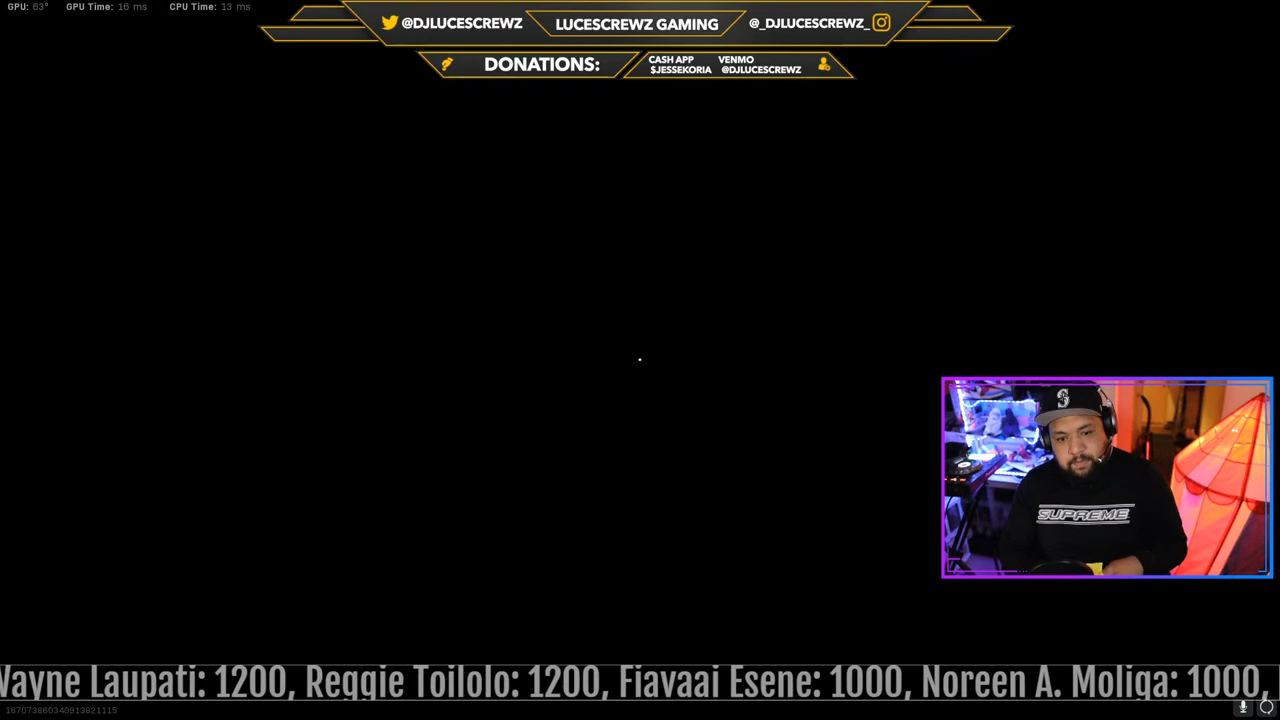 GPU: 63° GPU Time: 16 ms CPU Time: 13 ms
@DJLUCESCREWZ
LUCESCREWZ GAMING
@_DJLUCESCREWZ_
DONATIONS:
CASH APP VENMO
$JESSEKORIA @DJLUCESCREWZ
S
SUPREME
Wayne Laupati: 1200, Reggie Toilolo: 1200, Fiavaai Esene: 1000, Noreen A. Moliga: 1000,